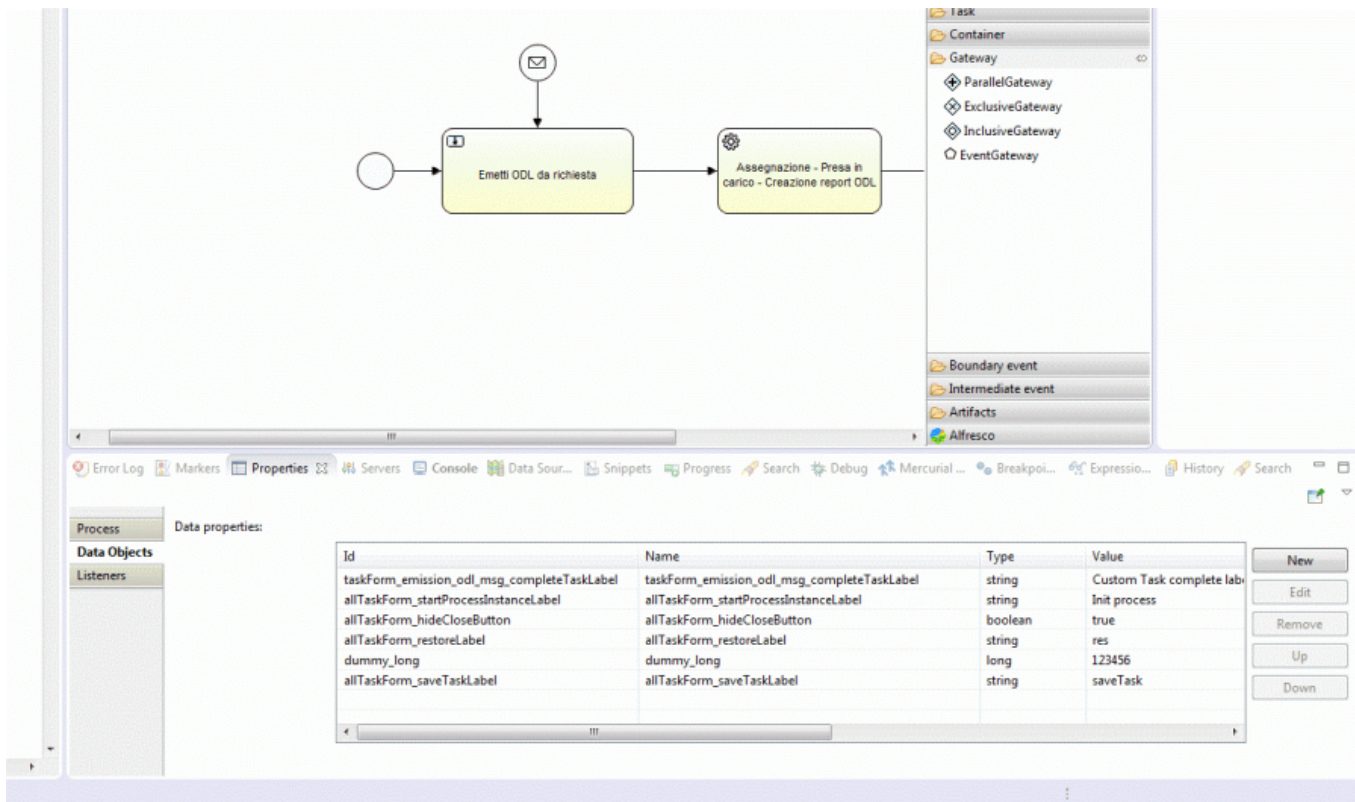 Task
Container
Gateway
ParallelGateway
ExclusiveGateway
InclusiveGateway
EventGateway
Emetti ODL da richiesta
Assegnazione - Presa in
carico - Creazione report ODL
Boundary event
Intermediate event
Artifacts
Alfresco
Error Log Markers Properties Servers Console Data Sour... Snippets Progress Search Debug Mercurial ... Breakpoi... Expressio... History Search
Process
Data Objects
Listeners
Data properties:
Id Name Type Value
taskForm_emission_odl_msg_completeTaskLabel taskForm_emission_odl_msg_completeTaskLabel string Custom Task complete lab
allTaskForm_startProcessInstanceLabel allTaskForm_startProcessInstanceLabel string Init process
allTaskForm_hideCloseButton allTaskForm_hideCloseButton boolean true
allTaskForm_restoreLabel allTaskForm_restoreLabel string res
dummy_long dummy_long long 123456
allTaskForm_saveTaskLabel allTaskForm_saveTaskLabel string saveTask
New
Edit
Remove
Up
Down